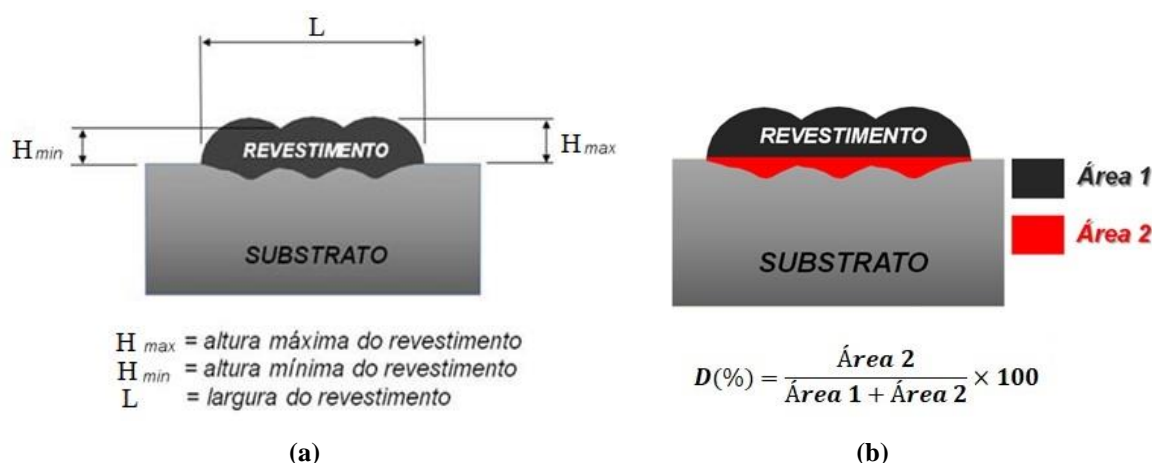 L
H min
H max
REVESTIMENTO
SUBSTRATO
H max = altura máxima do revestimento
H min = altura mínima do revestimento
L = largura do revestimento
(a)
REVESTIMENTO
Área 1
Área 2
SUBSTRATO
D(%) = Área 2 / Área 1 + Área 2 × 100
(b)